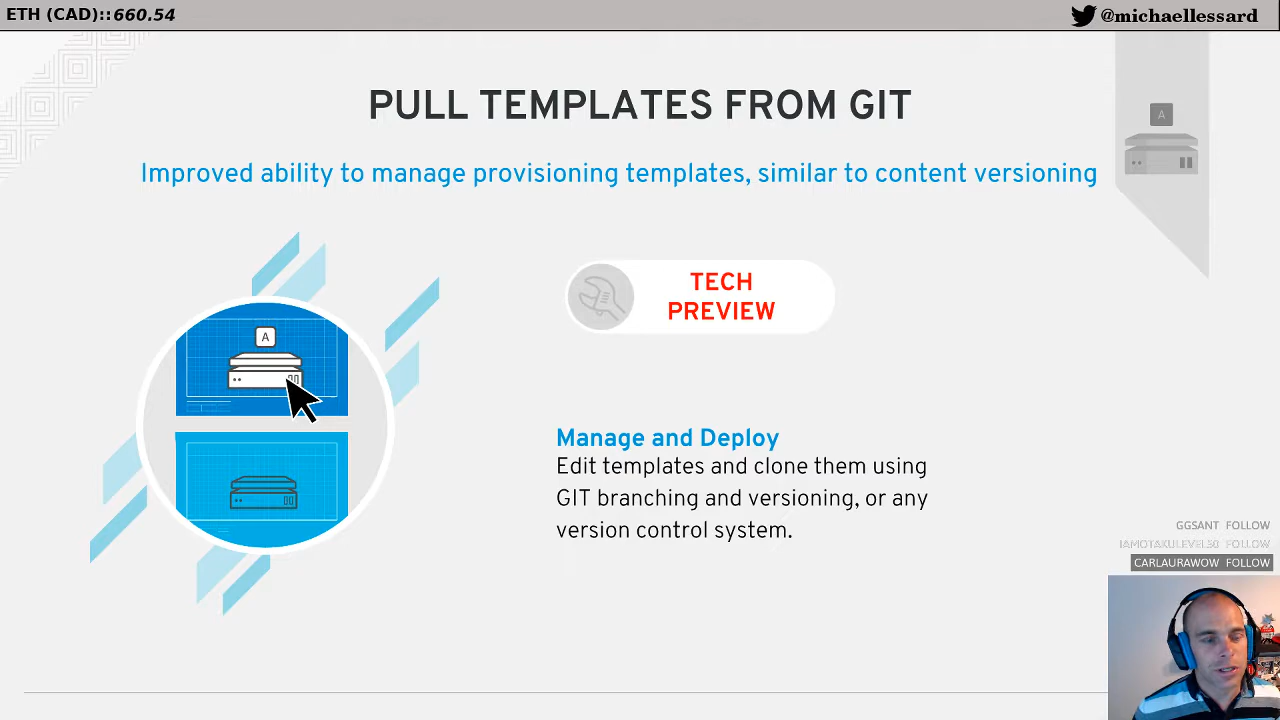 ETH (CAD)::660.54
@michaellessard
A
PULL TEMPLATES FROM GIT
Improved ability to manage provisioning templates, similar to content versioning
TECH
PREVIEW
A
Manage and Deploy
Edit templates and clone them using
GIT branching and versioning, or any
version control system.
GGSANT FOLLOW
IAMOTAKULEVEL50 FOLLOW
CARLAURAWOW FOLLOW